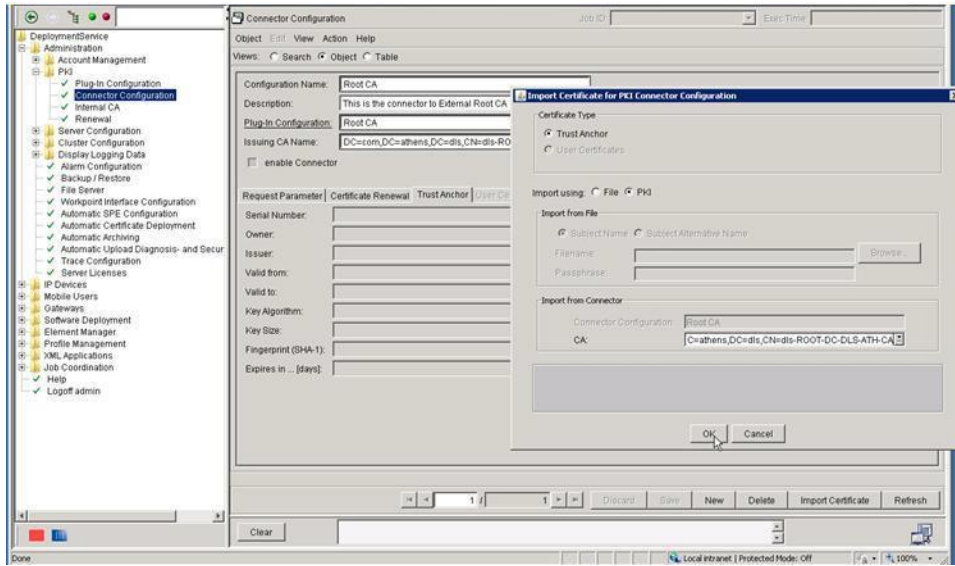 DeploymentService
Administration
Account Management
PKI
Plug-In Configuration
Connector Configuration
Internal CA
Renewal
Server Configuration
Cluster Configuration
Display Logging Data
Alarm Configuration
Backup / Restore
File Server
Workpoint Interface Configuration
Automatic SPE Configuration
Automatic Certificate Deployment
Automatic Archiving
Automatic Upload Diagnosis- and Secur
Trace Configuration
Server Licenses
IP Devices
Mobile Users
Gateways
Software Deployment
Element Manager
Profile Management
XML Applications
Job Coordination
Help
Logoff admin
Connector Configuration Job ID: Exec Time:
Object Edit View Action Help
Views: Search Object Table
Configuration Name: Root CA
Description: This is the connector to External Root CA
Plug-In Configuration: Root CA
Issuing CA Name: DC=com,DC=athens,DC=dls,CN=dls-RO
enable Connector
Request Parameter Certificate Renewal Trust Anchor User Ce
Serial Number:
Owner:
Issuer:
Valid from:
Valid to:
Key Algorithm:
Key Size:
Fingerprint (SHA-1):
Expires in ... [days]:
Import Certificate for PKI Connector Configuration
Certificate Type
Trust Anchor
User Certificates
Import using: File PKI
Import from File
Subject Name Subject Alternative Name
Filename: Browse...
Passphrase:
Import from Connector
Connector Configuration: Root CA
CA: C=athens,DC=dls,CN=dls-ROOT-DC-DLS-ATH-CA
OK Cancel
1 / 1 Discard Save New Delete Import Certificate Refresh
Clear
Done Local intranet | Protected Mode: Off 100%